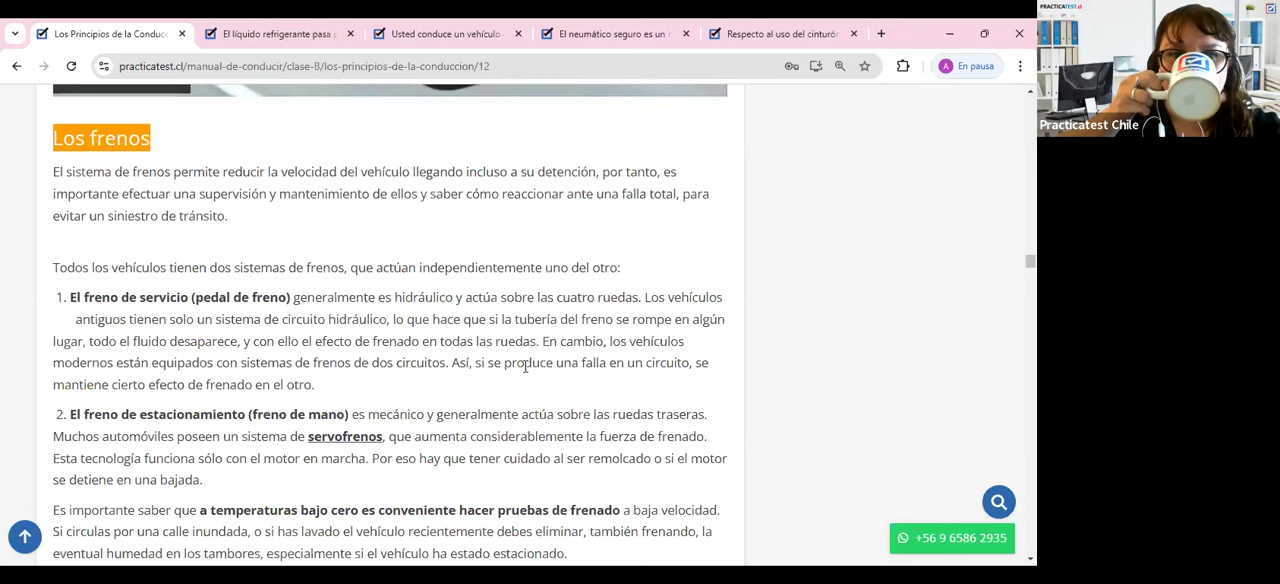 Los Principios de la Conduc
El líquido refrigerante pasa
Usted conduce un vehículo
El neumático seguro es un
Respecto al uso del cinturó
practicatest.cl/manual-de-conducir/clase-B/los-principios-de-la-conduccion/12
A
En pausa
PRACTICATEST.cl
Practicatest Chile
Los frenos
El sistema de frenos permite reducir la velocidad del vehículo llegando incluso a su detención, por tanto, es
importante efectuar una supervisión y mantenimiento de ellos y saber cómo reaccionar ante una falla total, para
evitar un siniestro de tránsito.
Todos los vehículos tienen dos sistemas de frenos, que actúan independientemente uno del otro:
1. El freno de servicio (pedal de freno) generalmente es hidráulico y actúa sobre las cuatro ruedas. Los vehículos
antiguos tienen solo un sistema de circuito hidráulico, lo que hace que si la tubería del freno se rompe en algún
lugar, todo el fluido desaparece, y con ello el efecto de frenado en todas las ruedas. En cambio, los vehículos
modernos están equipados con sistemas de frenos de dos circuitos. Así, si se produce una falla en un circuito, se
mantiene cierto efecto de frenado en el otro.
2. El freno de estacionamiento (freno de mano) es mecánico y generalmente actúa sobre las ruedas traseras.
Muchos automóviles poseen un sistema de servofrenos, que aumenta considerablemente la fuerza de frenado.
Esta tecnología funciona sólo con el motor en marcha. Por eso hay que tener cuidado al ser remolcado o si el motor
se detiene en una bajada.
Es importante saber que a temperaturas bajo cero es conveniente hacer pruebas de frenado a baja velocidad.
Si circulas por una calle inundada, o si has lavado el vehículo recientemente debes eliminar, también frenando, la
eventual humedad en los tambores, especialmente si el vehículo ha estado estacionado.
+56 9 6586 2935